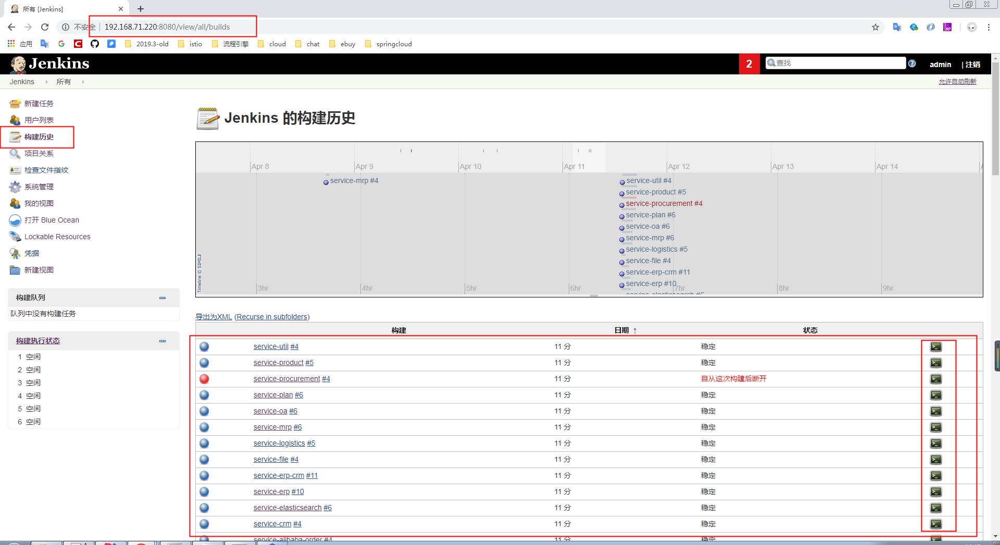 所有 [Jenkins]
不安全 | 192.168.71.220:8080/view/all/builds
应用 2019.3-old istio 流程引擎 cloud chat ebuy springcloud
Jenkins 2 查找 admin | 注销
Jenkins 所有 允许自动刷新
新建任务
用户列表
构建历史
项目关系
检查文件指纹
系统管理
我的视图
打开 Blue Ocean
Lockable Resources
凭据
新建视图
构建队列
队列中没有构建任务
构建执行状态
1 空闲
2 空闲
3 空闲
4 空闲
5 空闲
6 空闲
Jenkins 的构建历史
Apr 8 Apr 9 Apr 10 Apr 11 Apr 12 Apr 13 Apr 14
service-mrp #4
service-util #4
service-product #5
service-procurement #4
service-plan #6
service-oa #6
service-mrp #6
service-logistics #5
service-file #4
service-erp-crm #11
service-erp #10
service-elasticsearch #6
3hr 4hr 5hr 6hr 7hr 8hr 9hr
Timeline © SIMILE
导出为XML (Recurse in subfolders)
构建 日期 ↑ 状态
service-util #4 11 分 稳定
service-product #5 11 分 稳定
service-procurement #4 11 分 自从这次构建后断开
service-plan #6 11 分 稳定
service-oa #6 11 分 稳定
service-mrp #6 11 分 稳定
service-logistics #5 11 分 稳定
service-file #4 11 分 稳定
service-erp-crm #11 11 分 稳定
service-erp #10 11 分 稳定
service-elasticsearch #6 11 分 稳定
service-crm #4 11 分 稳定
service-alibaba-order #4 11 分 稳定